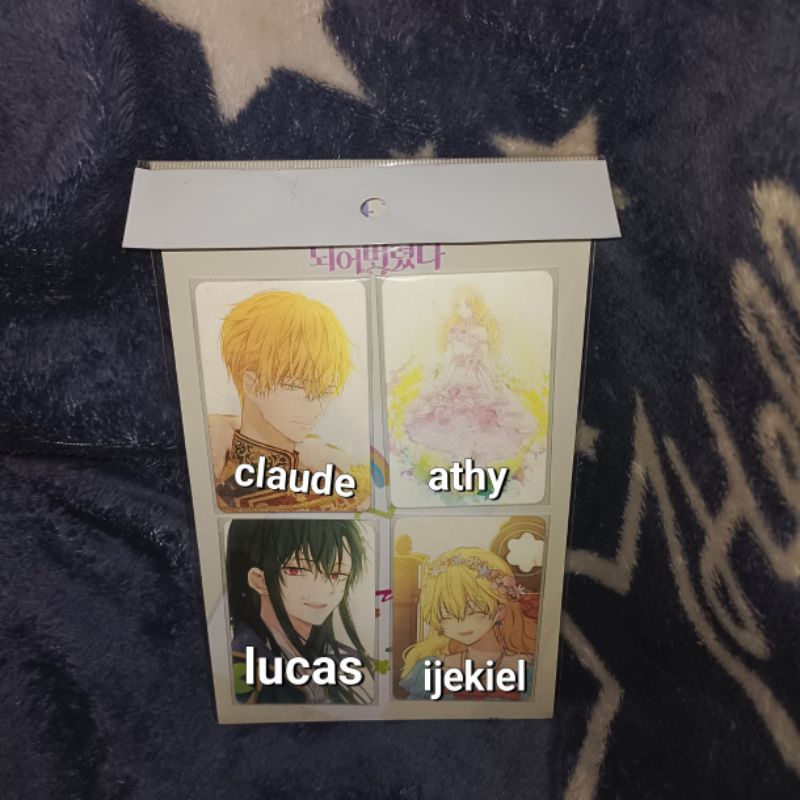 되어버렸다
claude
athy
lucas
ijekiel